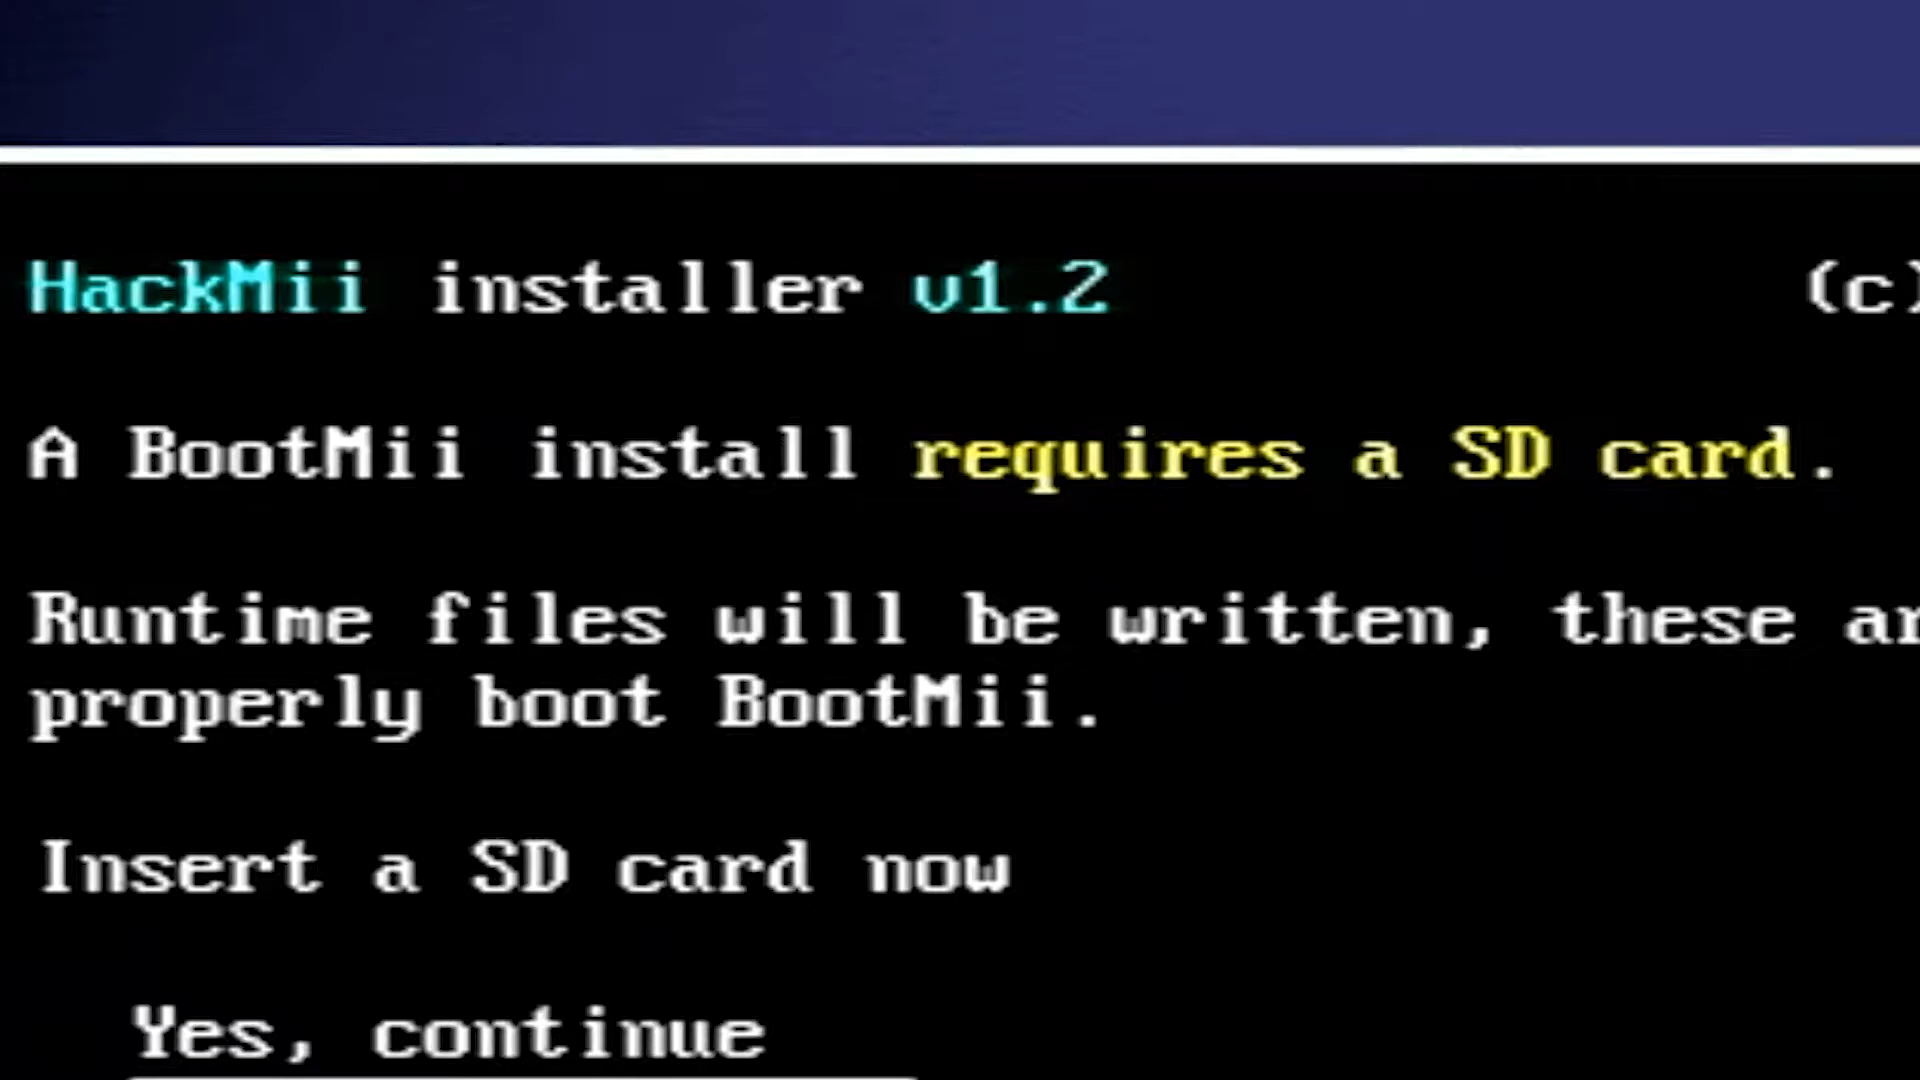 HackMii installer v1.2 (c)
A BootMii install requires a SD card.
Runtime files will be written, these
properly boot BootMii.
Insert a SD card now
Yes, continue